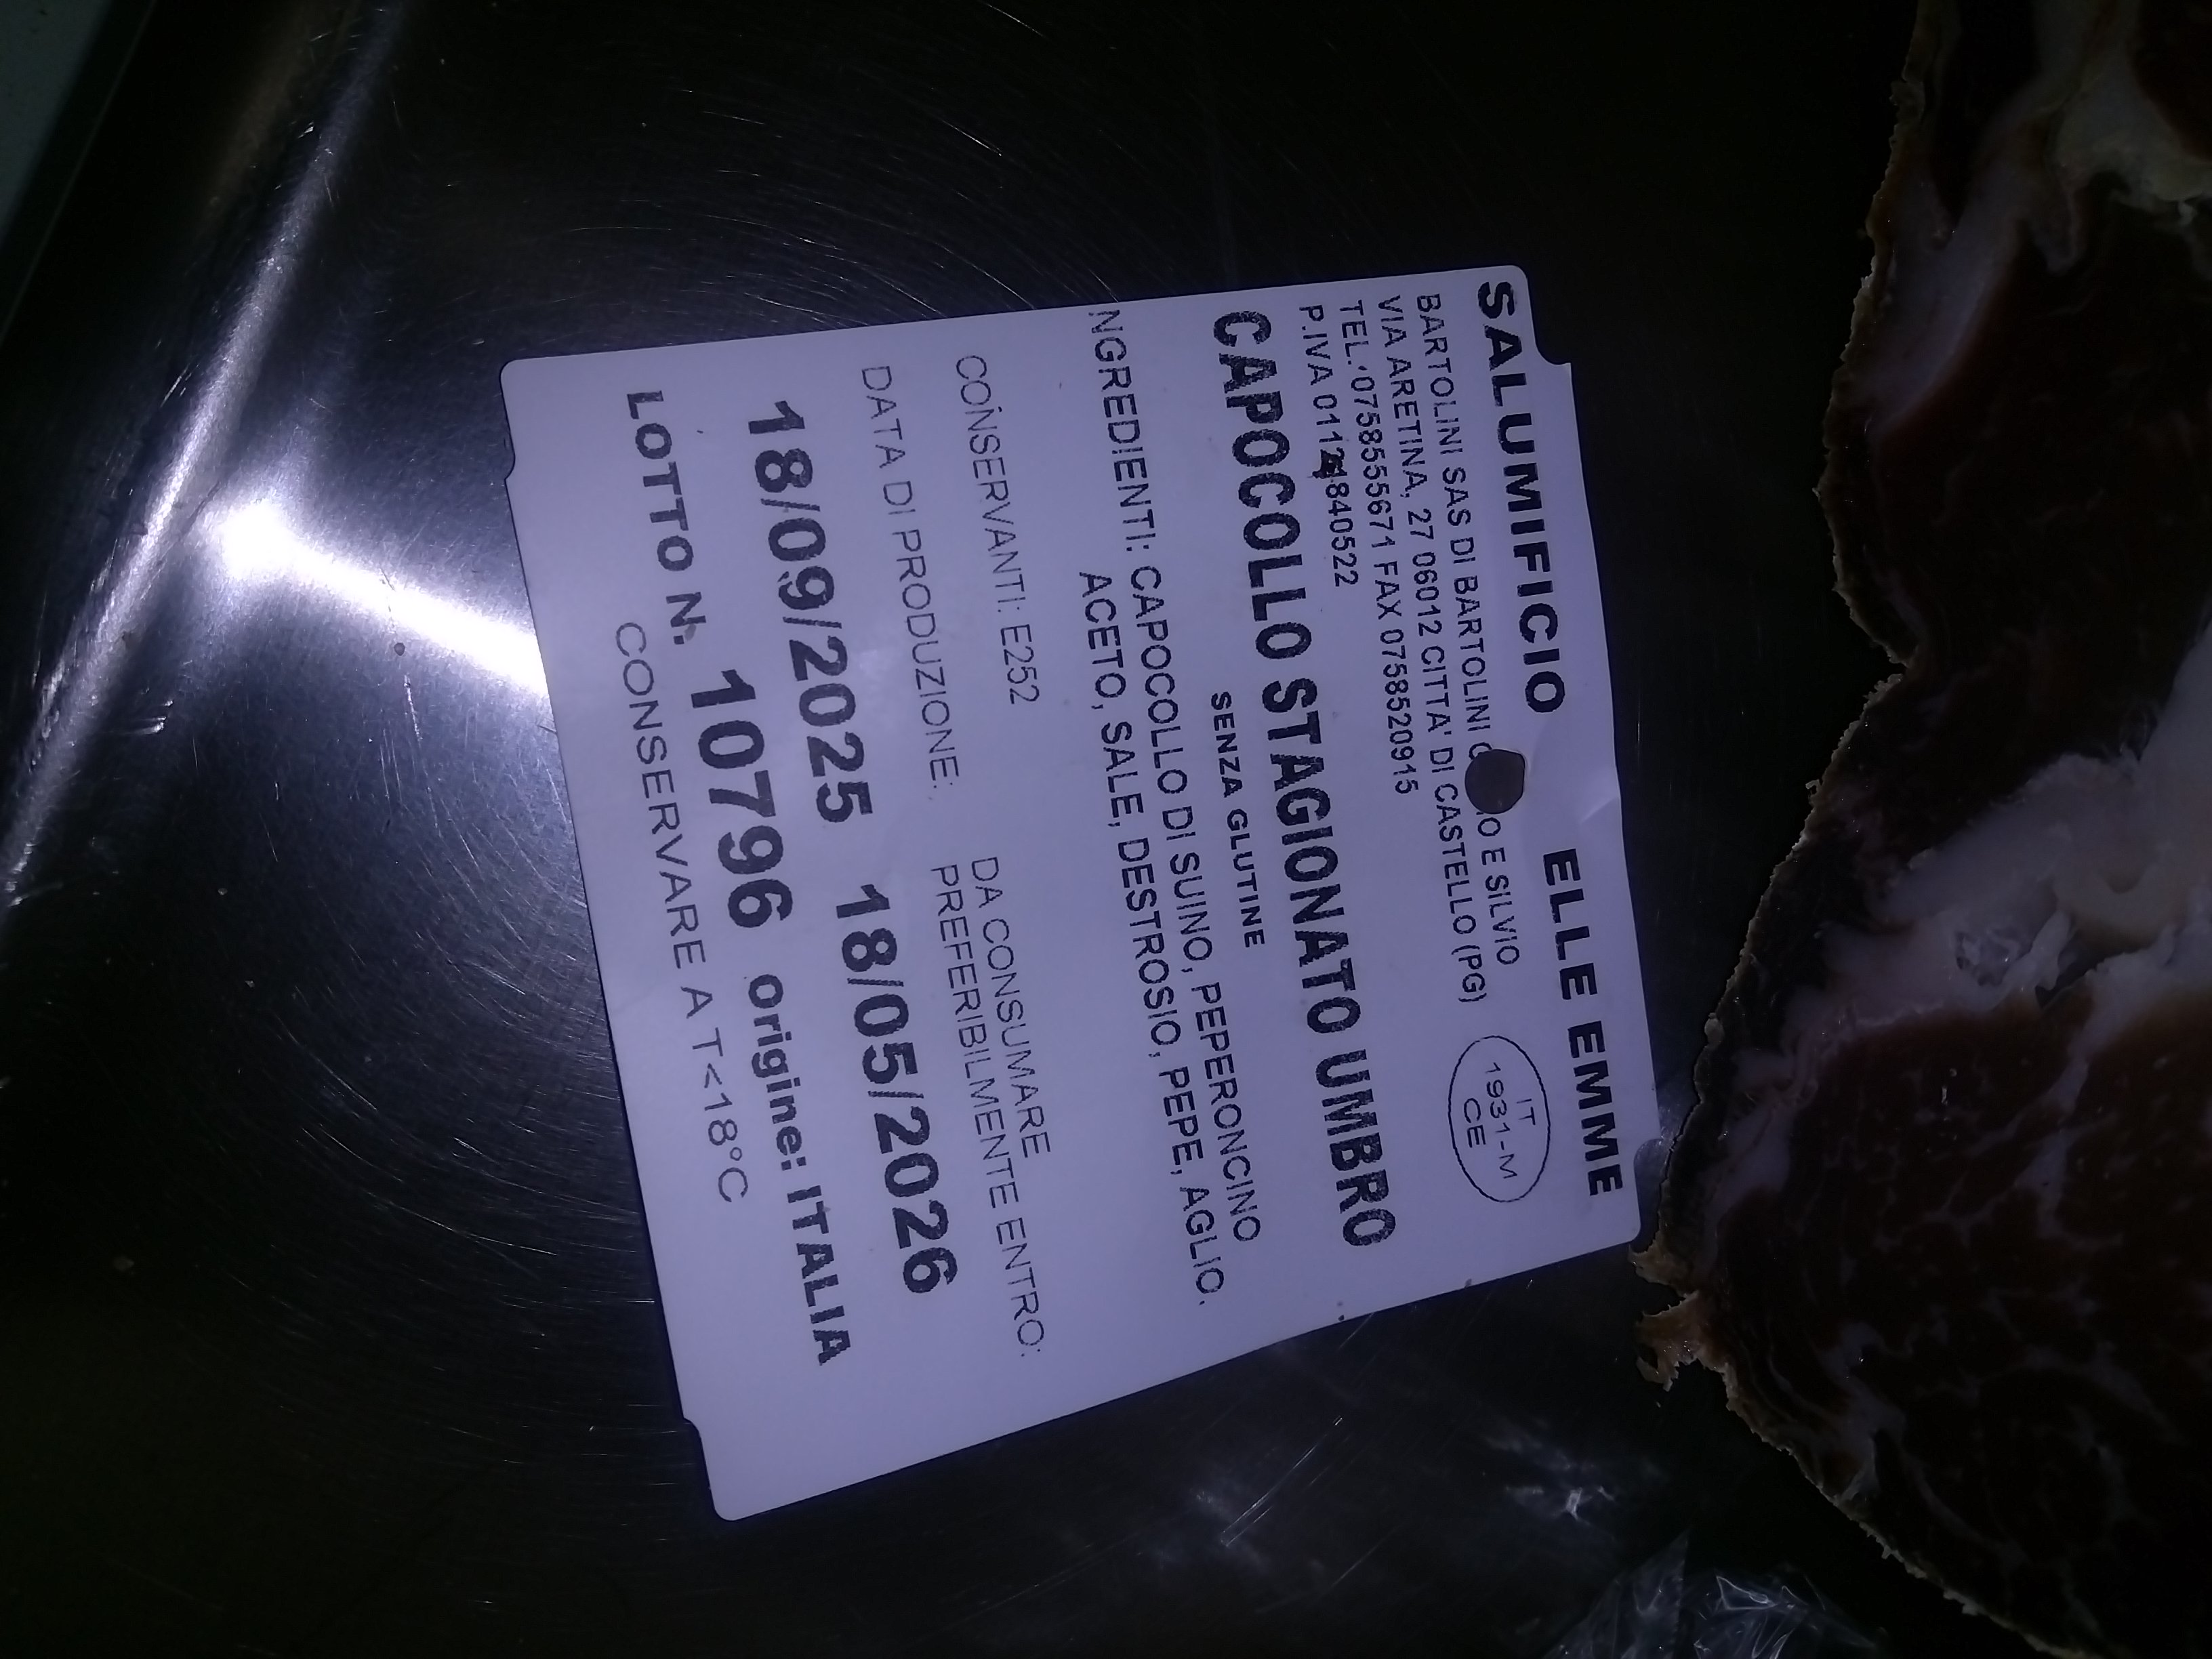 SALUMIFICIO ELLE EMME
BARTOLINI SAS DI BARTOLINI E SILVIO
VIA ARETINA, 27 06012 CITTA' DI CASTELLO (PG)
TEL. 0758555671 FAX 0758520915
P.IVA
IT
1931-M
CE
CAPOCOLLO STAGIONATO UMBRO
SENZA GLUTINE
NGREDIENTI: CAPOCOLLO DI SUINO, PEPERONCINO
ACETO, SALE, DESTROSIO, PEPE, AGLIO.
CONSERVANTI: E252
DATA DI PRODUZIONE:
DA CONSUMARE
PREFERIBILMENTE ENTRO:
18/09/2025 18/05/2026
LOTTO N. 10796 origine: ITALIA
CONSERVARE A T<18°C